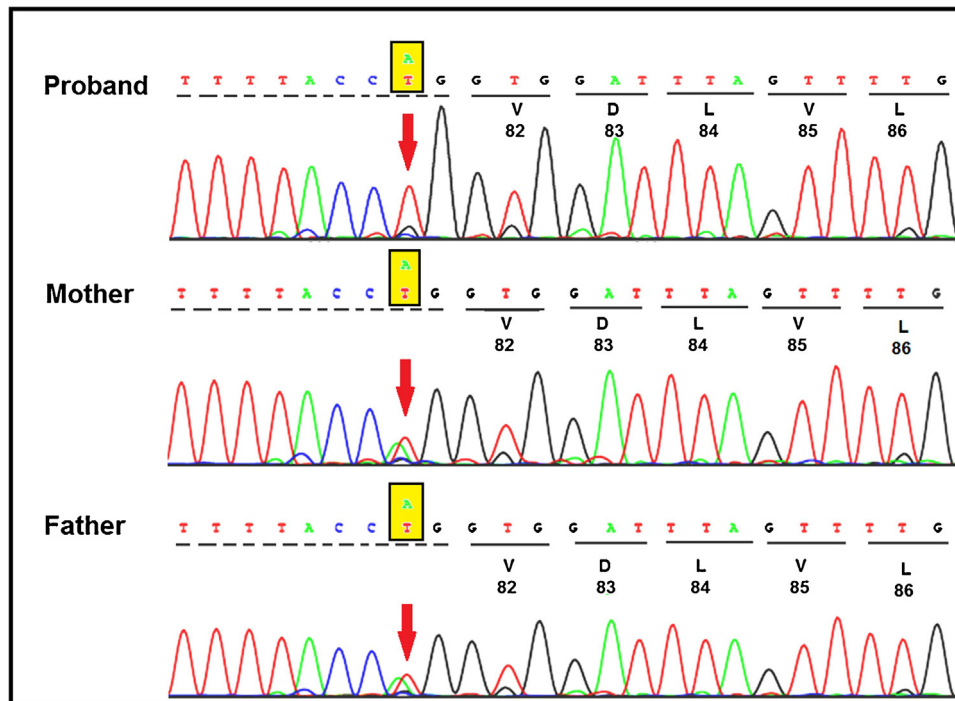 A
Proband T T T T A C C T G G T G G A T T T A G T T T T G
V D L V L
82 83 84 85 86
A
Mother T T T T A C C T G G T G G A T T T A G T T T T G
V D L V L
82 83 84 85 86
A
Father T T T T A C C T G G T G G A T T T A G T T T T G
V D L V L
82 83 84 85 86